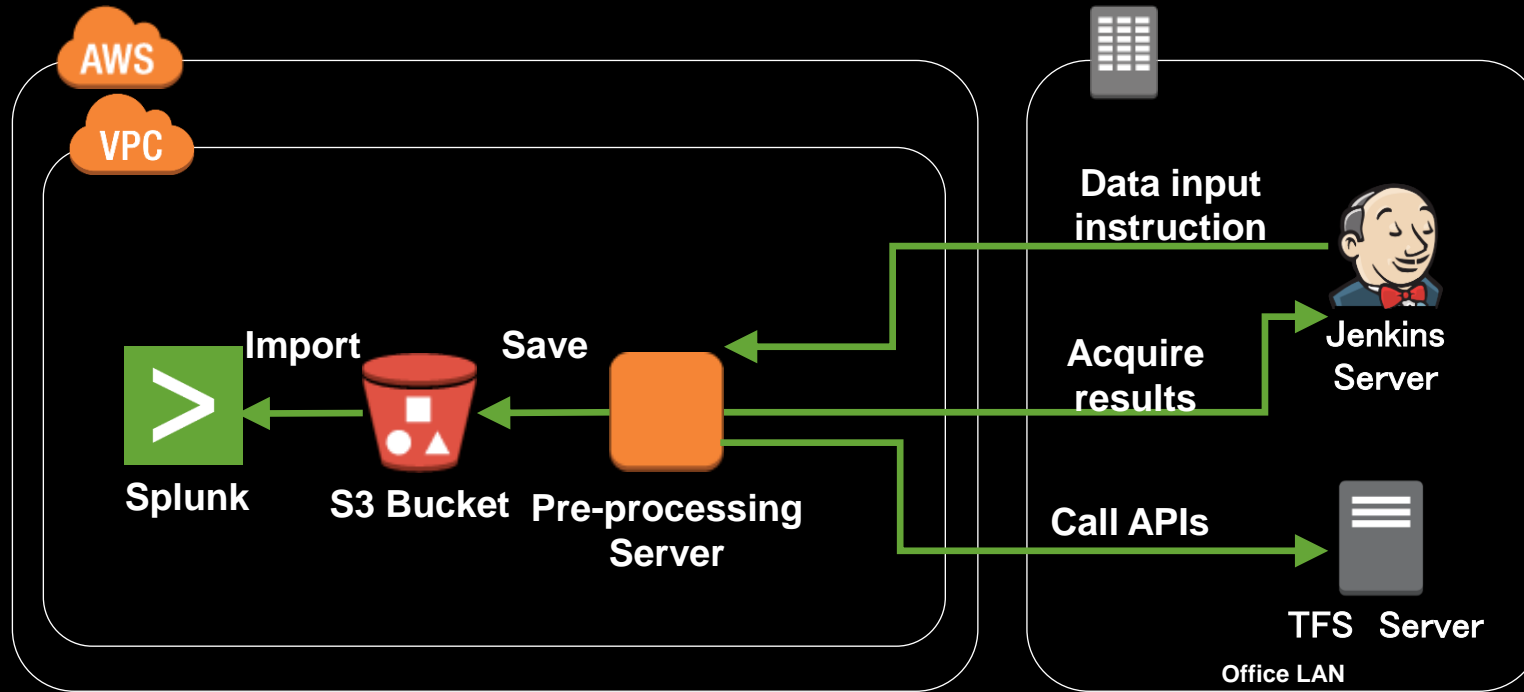 AWS
VPC
Data input
instruction
Import
Save
Acquire
results
Jenkins
Server
Splunk
S3 Bucket
Pre-processing
Server
Call APIs
TFS Server
Office LAN